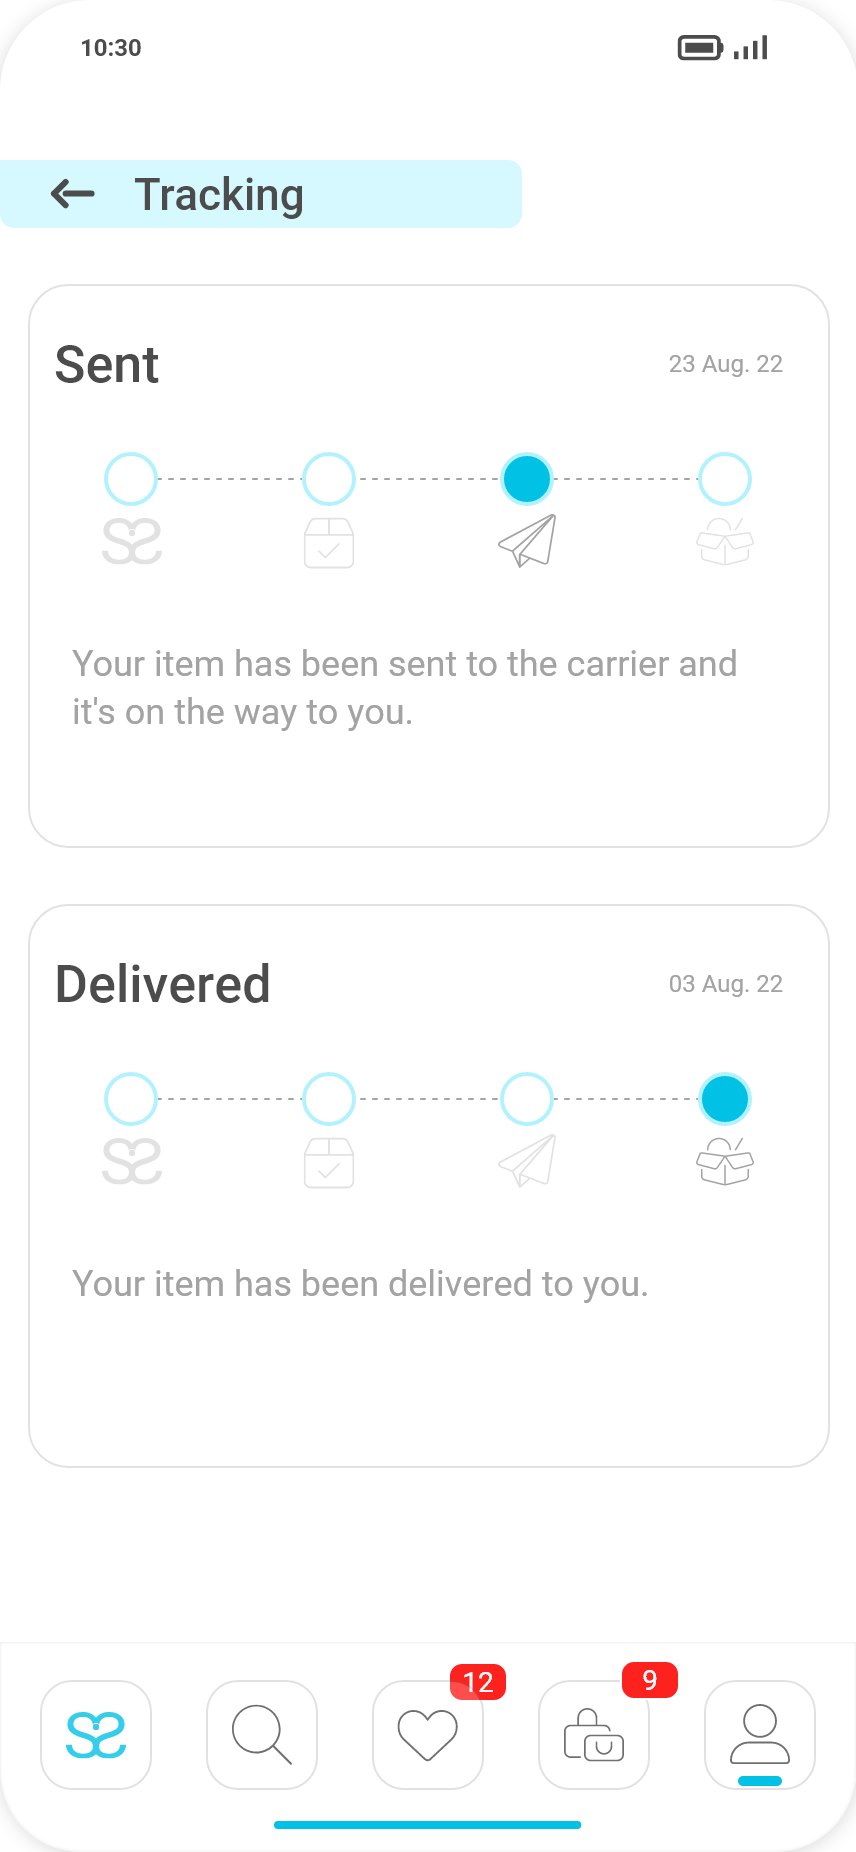 10:30
Tracking
Sent
23 Aug. 22
Your item has been sent to the carrier and
it's on the way to you.
Delivered
03 Aug. 22
Your item has been delivered to you.
12
9